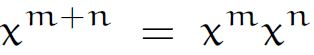 x^{m+n} = x^m x^n